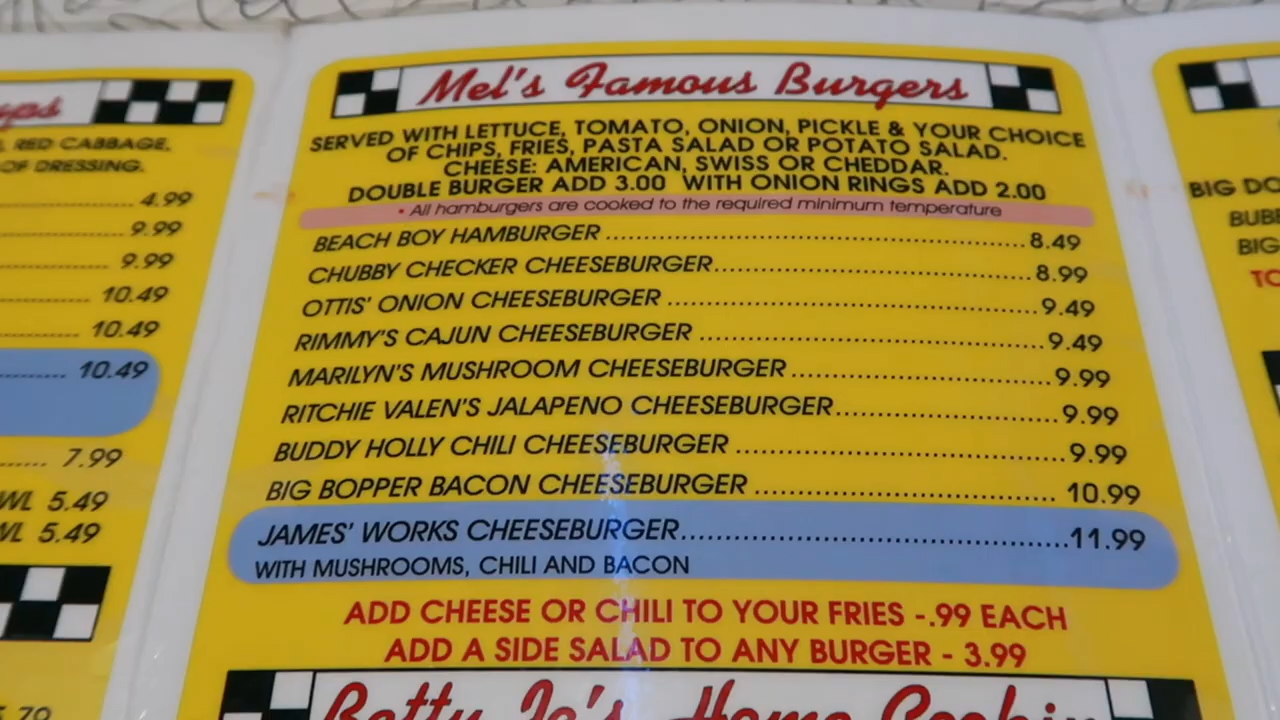 RED CABBAGE,
OF DRESSING.
4.99
9.99
9.99
10.49
10.49
10.49
7.99
5.49
5.49
Mel's Famous Burgers
SERVED WITH LETTUCE, TOMATO, ONION, PICKLE & YOUR CHOICE
OF CHIPS, FRIES, PASTA SALAD OR POTATO SALAD.
CHEESE: AMERICAN, SWISS OR CHEDDAR.
DOUBLE BURGER ADD 3.00 WITH ONION RINGS ADD 2.00
• All hamburgers are cooked to the required minimum temperature
BEACH BOY HAMBURGER 8.49
CHUBBY CHECKER CHEESEBURGER 8.99
OTTIS' ONION CHEESEBURGER 9.49
RIMMY'S CAJUN CHEESEBURGER 9.49
MARILYN'S MUSHROOM CHEESEBURGER 9.99
RITCHIE VALEN'S JALAPENO CHEESEBURGER 9.99
BUDDY HOLLY CHILI CHEESEBURGER 9.99
BIG BOPPER BACON CHEESEBURGER 10.99
JAMES' WORKS CHEESEBURGER 11.99
WITH MUSHROOMS, CHILI AND BACON
ADD CHEESE OR CHILI TO YOUR FRIES -.99 EACH
ADD A SIDE SALAD TO ANY BURGER - 3.99
Betty Jo's Home Cookin
BIG
BIG